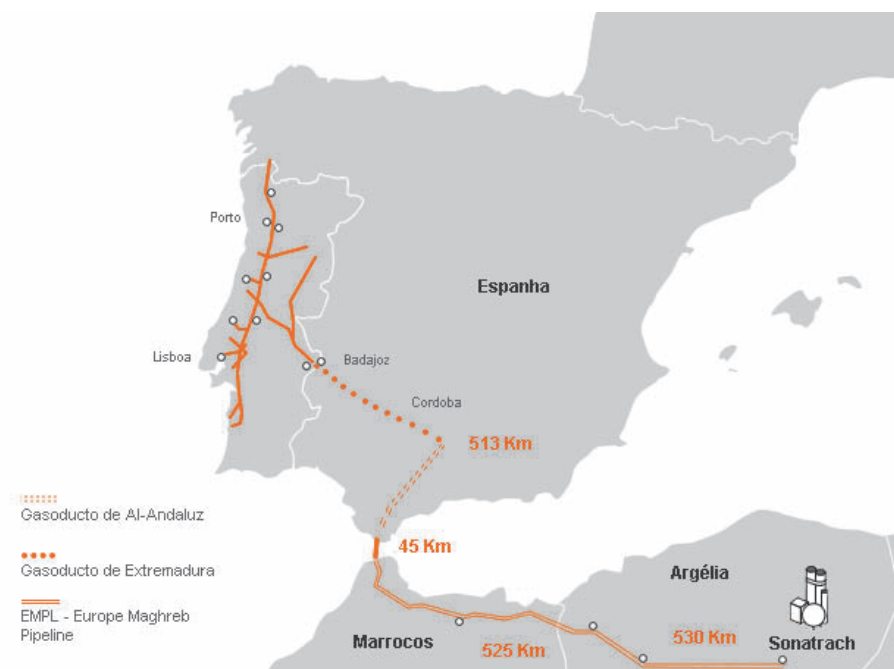 Porto
Espanha
Lisboa
Badajoz
Cordoba
513 Km
Gasoducto de Al-Andaluz
45 Km
Gasoducto de Extremadura
Argélia
EMPL - Europe Maghreb
Pipeline
Marrocos
525 Km
530 Km
Sonatrach